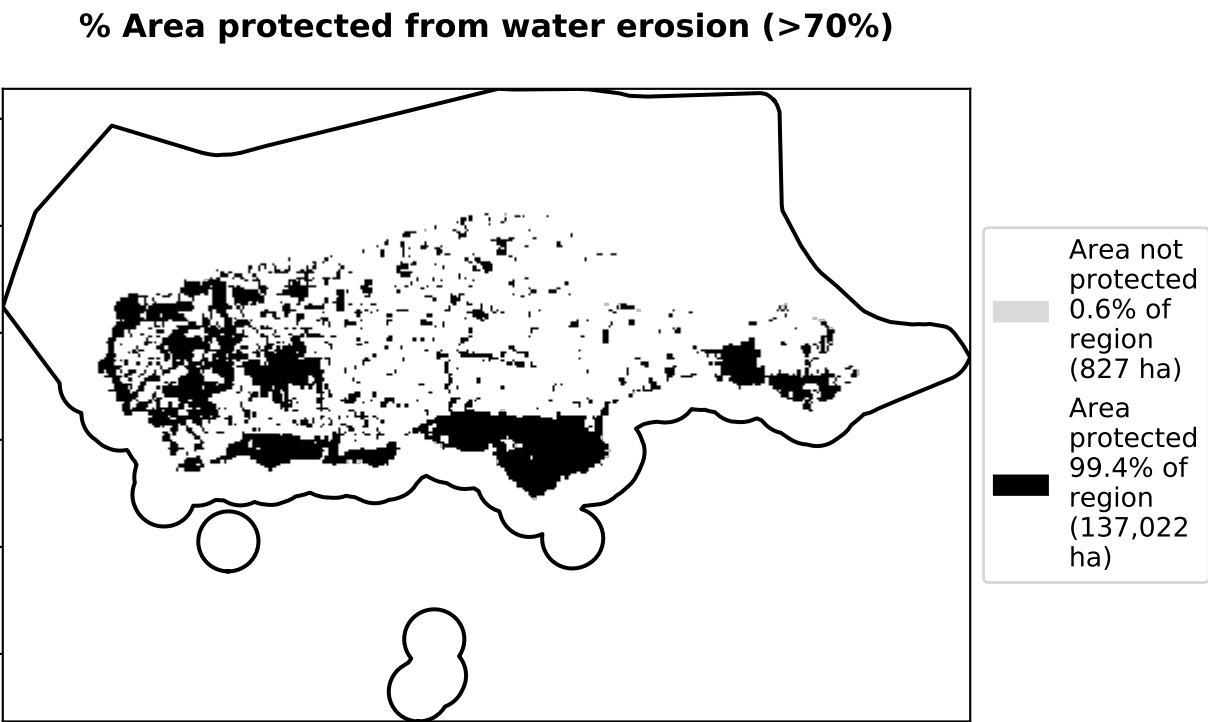 % Area protected from water erosion (>70%)
Area not
protected
0.6% of
region
(827 ha)
Area
protected
99.4% of
region
(137,022
ha)